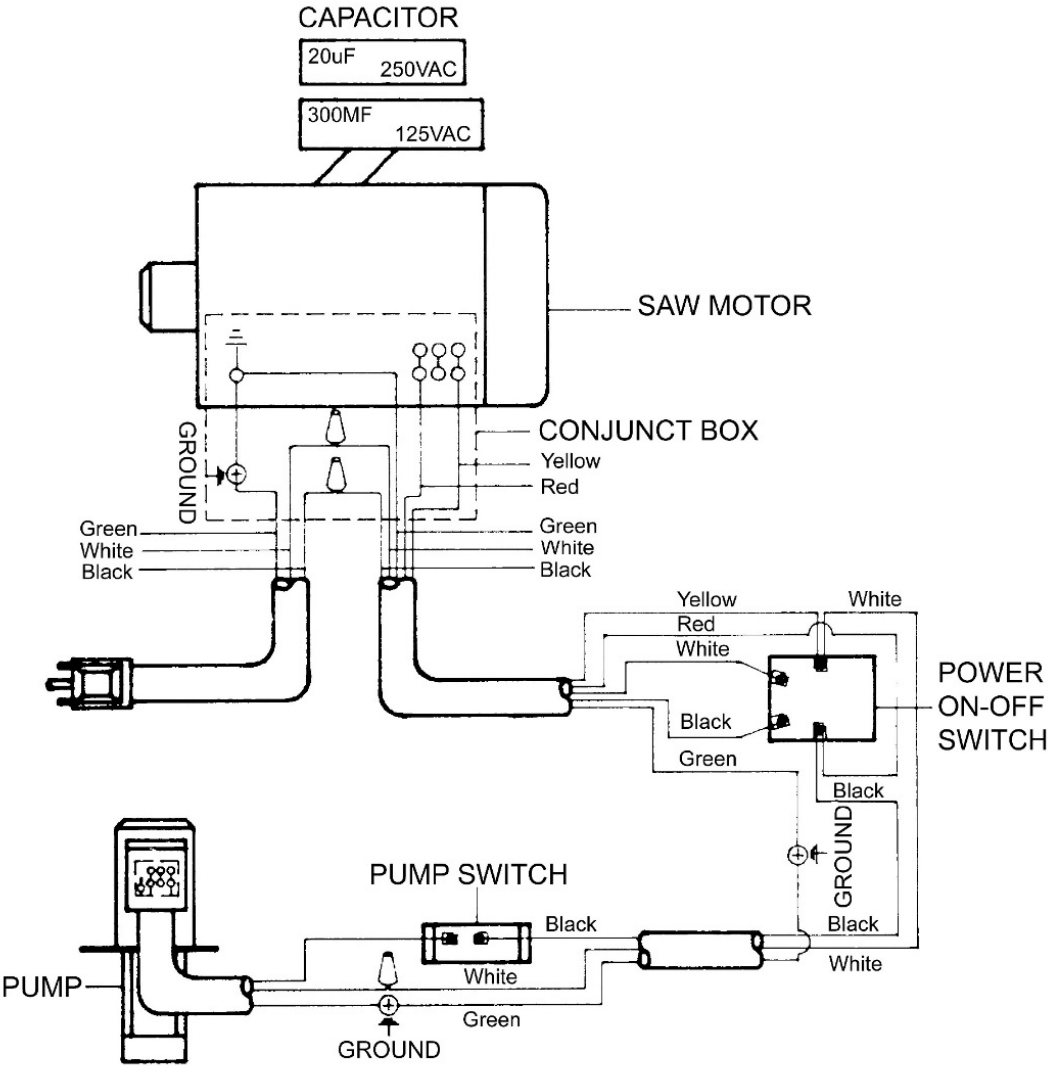 CAPACITOR
20uF
250VAC
300MF
125VAC
SAW MOTOR
CONJUNCT BOX
GROUND
Yellow
Red
Green
White
Black
Green
White
Black
Yellow
White
Red
White
POWER
ON-OFF
SWITCH
Black
Green
Black
GROUND
PUMP SWITCH
Black
Black
White
White
PUMP
Green
GROUND